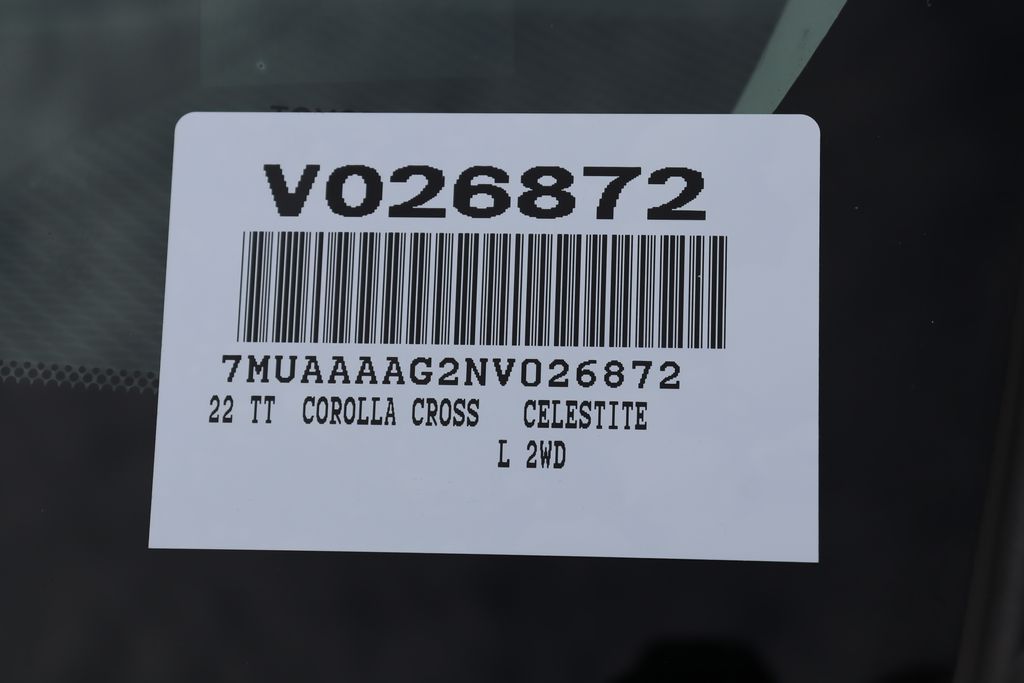 V026872
7MUAAAAG2NV026872
22 TT COROLLA CROSS CELESTITE
L 2WD